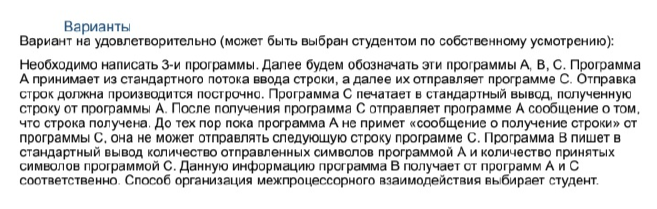 Варианты
Вариант на удовлетворительно (может быть выбран студентом по собственному усмотрению):
Необходимо написать 3-и программы. Далее будем обозначать эти программы А, В, С. Программа
А принимает из стандартного потока ввода строки, а далее их отправляет программе С. Отправка
строк должна производится построчно. Программа С печатает в стандартный вывод, полученную
строку от программы А. После получения программа С отправляет программе А сообщение о том,
что строка получена. До тех пор пока программа А не примет «сообщение о получение строки» от
программы С, она не может отправлять следующую строку программе С. Программа В пишет в
стандартный вывод количество отправленных символов программой А и количество принятых
символов программой С. Данную информацию программа В получает от программ А и С
соответственно. Способ организация межпроцессорного взаимодействия выбирает студент.